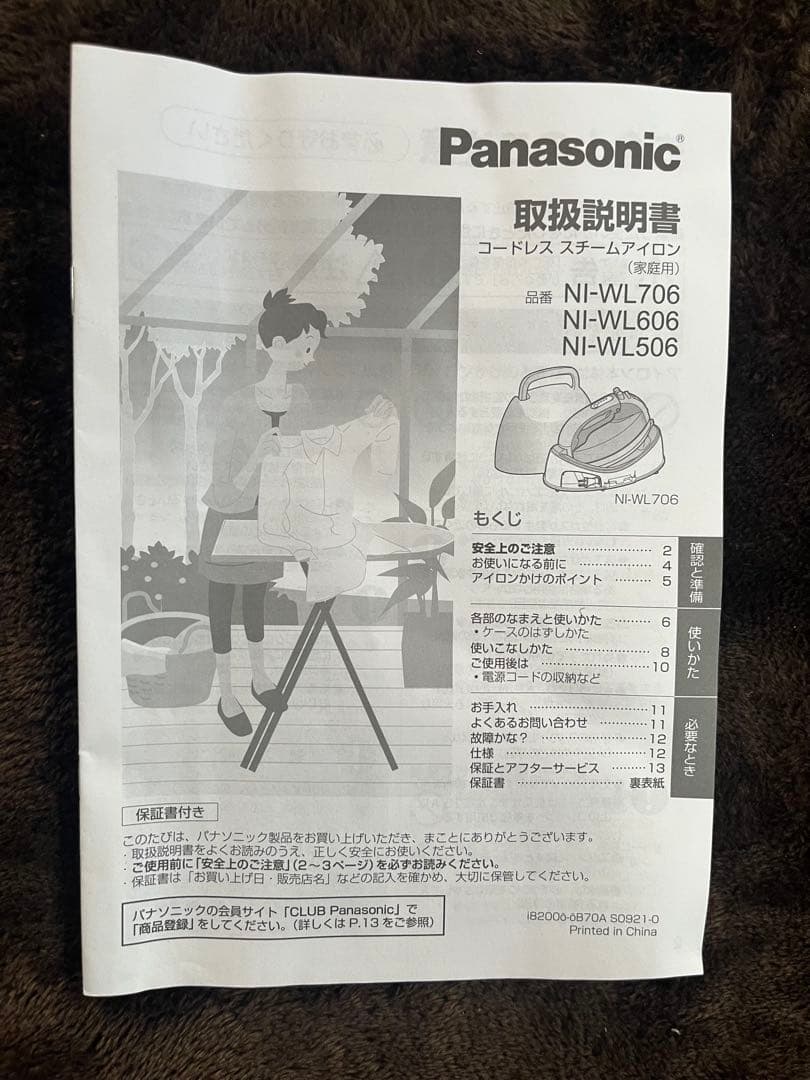 Panasonic®
取扱説明書
コードレス スチームアイロン
(家庭用)
品番 NI-WL706
NI-WL606
NI-WL506
NI-WL706
もくじ
安全上のご注意 …………………… 2
お使いになる前に ………………… 4
アイロンかけのポイント ……… 5
確認と準備
各部のなまえと使いかた ……… 6
・ケースのはずしかた
使いこなしかた ………………… 8
ご使用後は ……………………… 10
・電源コードの収納など
使いかた
お手入れ ………………………… 11
よくあるお問い合わせ ………… 11
故障かな? ……………………… 12
仕様 ……………………………… 12
保証とアフターサービス ……… 13
保証書 ………………………… 裏表紙
必要なとき
保証書付き
このたびは、パナソニック製品をお買い上げいただき、まことにありがとうございます。
・取扱説明書をよくお読みのうえ、正しく安全にお使いください。
・ご使用前に「安全上のご注意」(2〜3ページ)を必ずお読みください。
・保証書は「お買い上げ日・販売店名」などの記入を確かめ、大切に保管してください。
パナソニックの会員サイト「CLUB Panasonic」で
「商品登録」をしてください。(詳しくは P.13 をご参照)
Printed in China